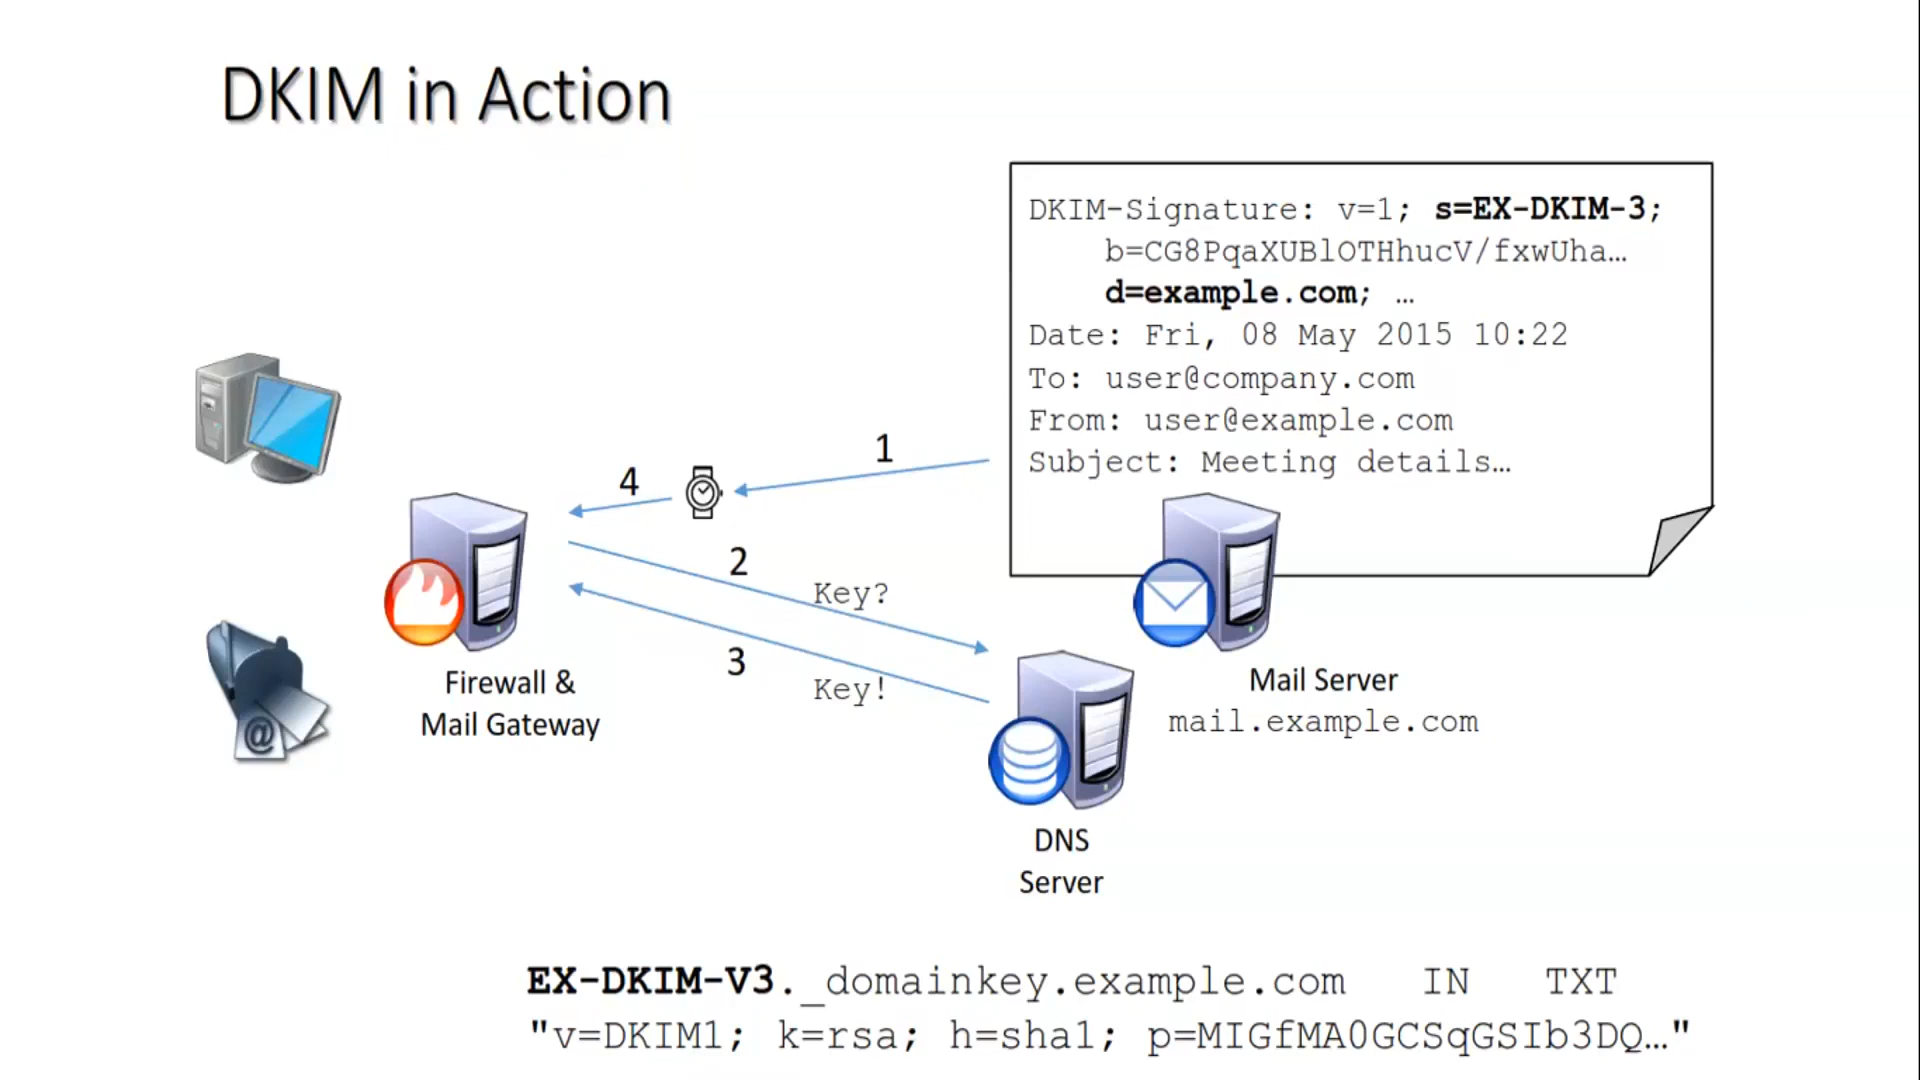 DKIM in Action
DKIM-Signature: v=1; s=EX-DKIM-3;
b=CG8PqaXUBlOTHhucV/fxwUha…
d=example.com; …
Date: Fri, 08 May 2015 10:22
To: user@company.com
From: user@example.com
Subject: Meeting details…
1
4
2
Key?
3
Key!
Firewall &
Mail Gateway
@
Mail Server
mail.example.com
DNS
Server
EX-DKIM-V3._domainkey.example.com IN TXT
"v=DKIM1; k=rsa; h=sha1; p=MIGfMA0GCSqGSIb3DQ…"